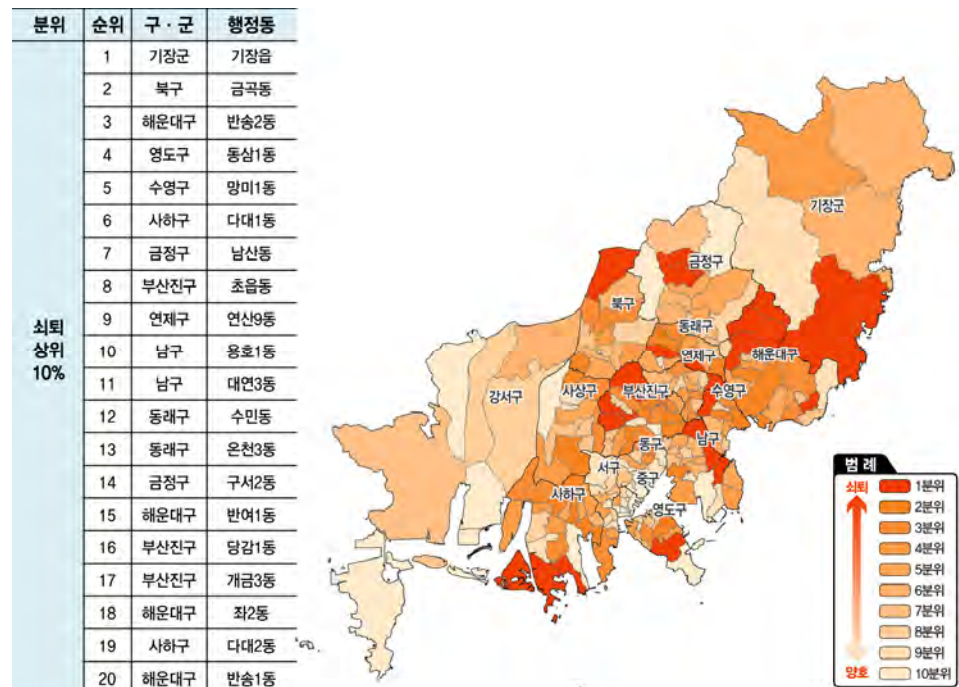 분위 순위 구·군 행정동
쇠퇴
상위
10%
1 기장군 기장읍
2 북구 금곡동
3 해운대구 반송2동
4 영도구 동삼1동
5 수영구 망미1동
6 사하구 다대1동
7 금정구 남산동
8 부산진구 초읍동
9 연제구 연산9동
10 남구 용호1동
11 남구 대연3동
12 동래구 수민동
13 동래구 온천3동
14 금정구 구서2동
15 해운대구 반여1동
16 부산진구 당감1동
17 부산진구 개금3동
18 해운대구 좌2동
19 사하구 다대2동
20 해운대구 반송1동
기장군
금정구
북구
동래구
연제구
해운대구
강서구
사상구
부산진구
수영구
동구
남구
서구
중구
사하구
영도구
범례
쇠퇴
양호
1분위
2분위
3분위
4분위
5분위
6분위
7분위
8분위
9분위
10분위